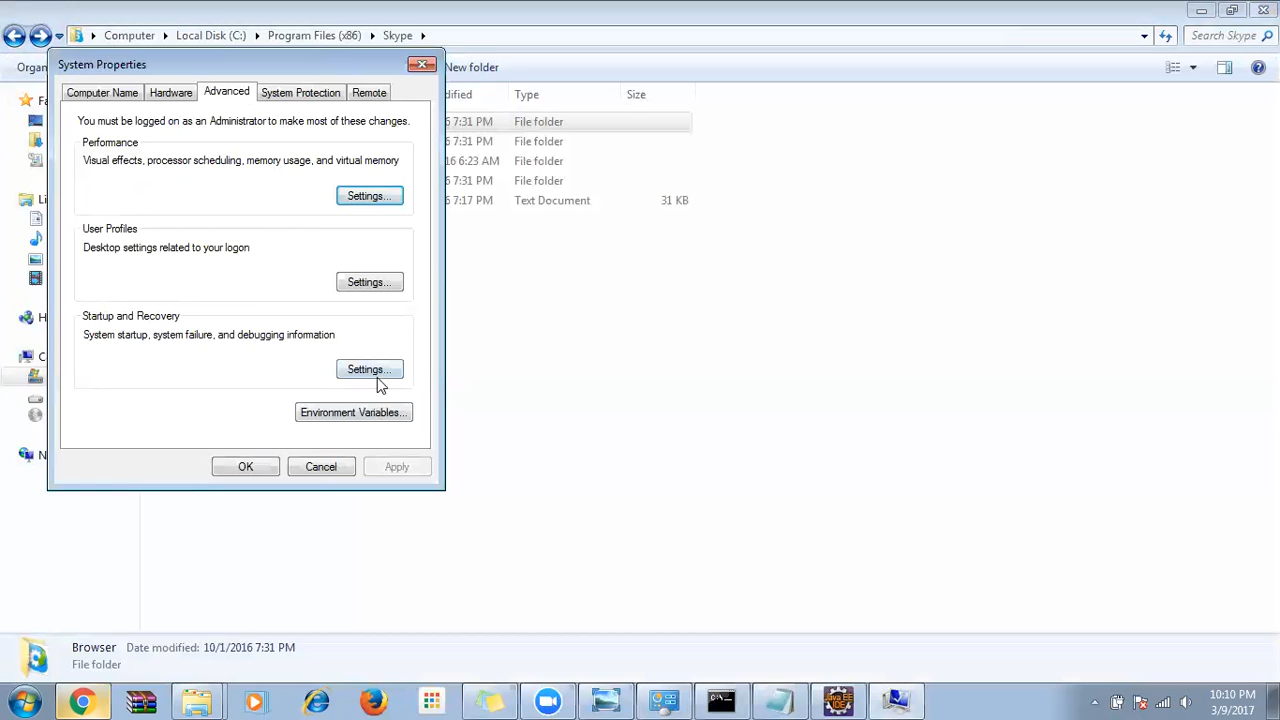 Computer Local Disk (C:) Program Files (x86) Skype
Search Skype
System Properties
New folder
Computer Name Hardware Advanced System Protection Remote
Type Size
You must be logged on as an Administrator to make most of these changes.
7:31 PM File folder
Performance
7:31 PM File folder
Visual effects, processor scheduling, memory usage, and virtual memory
6:23 AM File folder
7:31 PM File folder
Settings...
7:17 PM Text Document 31 KB
User Profiles
Desktop settings related to your logon
Settings...
Startup and Recovery
System startup, system failure, and debugging information
Settings...
Environment Variables...
OK Cancel Apply
Browser Date modified: 10/1/2016 7:31 PM
File folder
Java EE
IDE
C:\
10:10 PM
3/9/2017